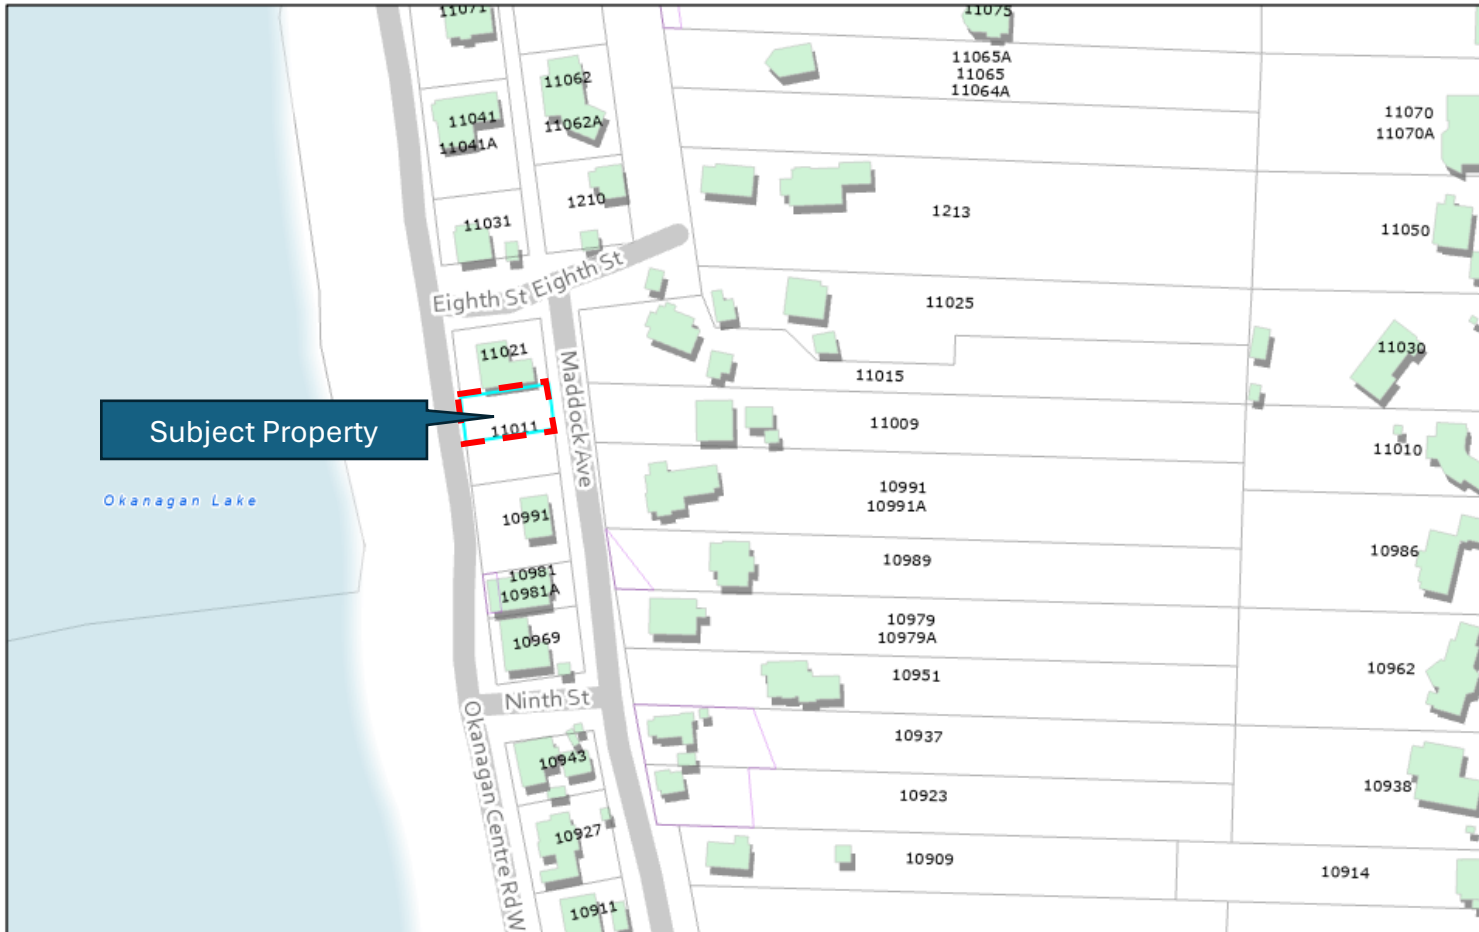 11071
11075
11062
11065A
11065
11064A
11041
11062A
11041A
11070
11070A
1210
11031
1213
11050
Eighth St
Eighth St
11025
11021
11030
Maddock Ave
11015
Subject Property
11011
11009
11010
Okanagan Lake
10991
10991
10991A
10981
10981A
10989
10986
10969
10979
10979A
10951
10962
Ninth St
Okanagan Centre Rd W
10943
10937
10938
10923
10927
10909
10914
10911